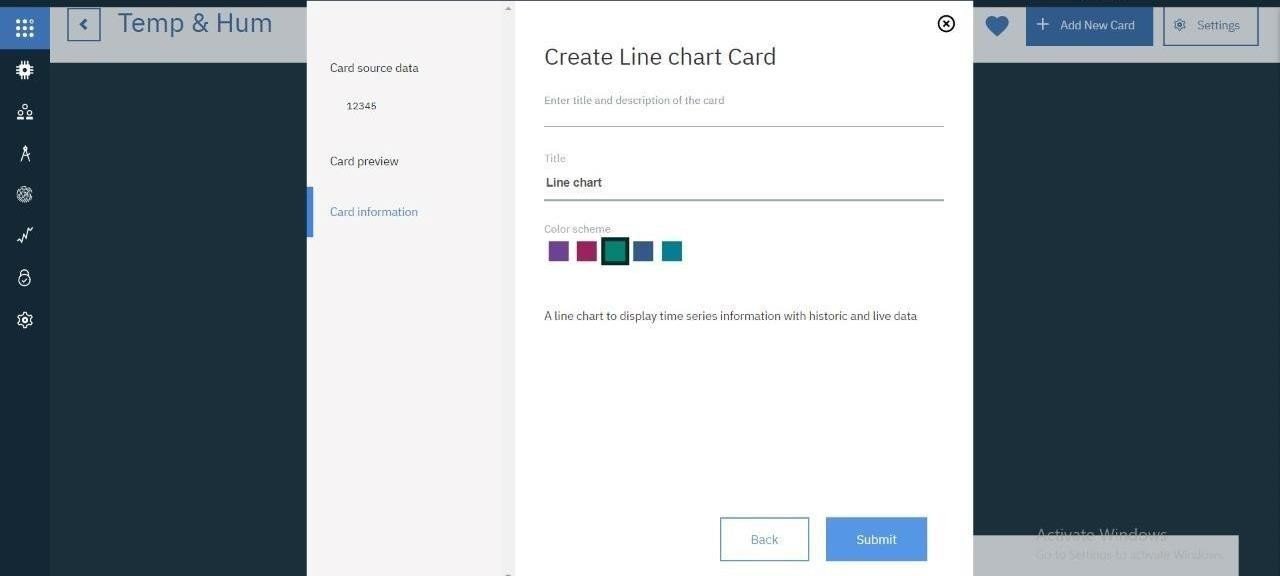 Temp & Hum
Add New Card
Settings
Card source data
12345
Card preview
Card information
Create Line chart Card
Enter title and description of the card
Title
Line chart
Color scheme
A line chart to display time series information with historic and live data
Back
Submit
Activate Windows
Go to Settings to activate Windows.